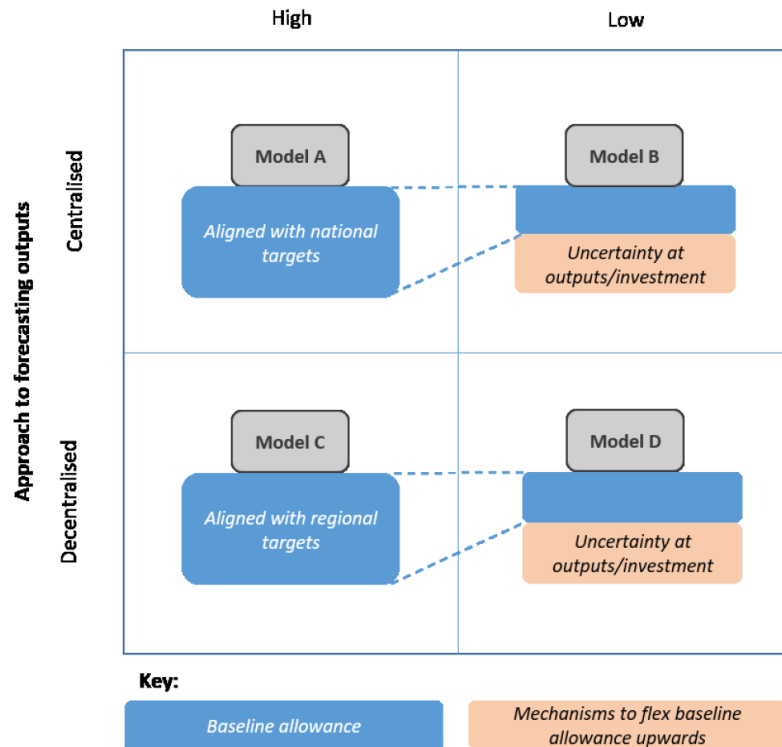 High
Low
Approach to forecasting outputs
Centralised
Model A
Model B
Aligned with national
targets
Uncertainty at
outputs/investment
Decentralised
Model C
Model D
Aligned with regional
targets
Uncertainty at
outputs/investment
Key:
Baseline allowance
Mechanisms to flex baseline
allowance upwards